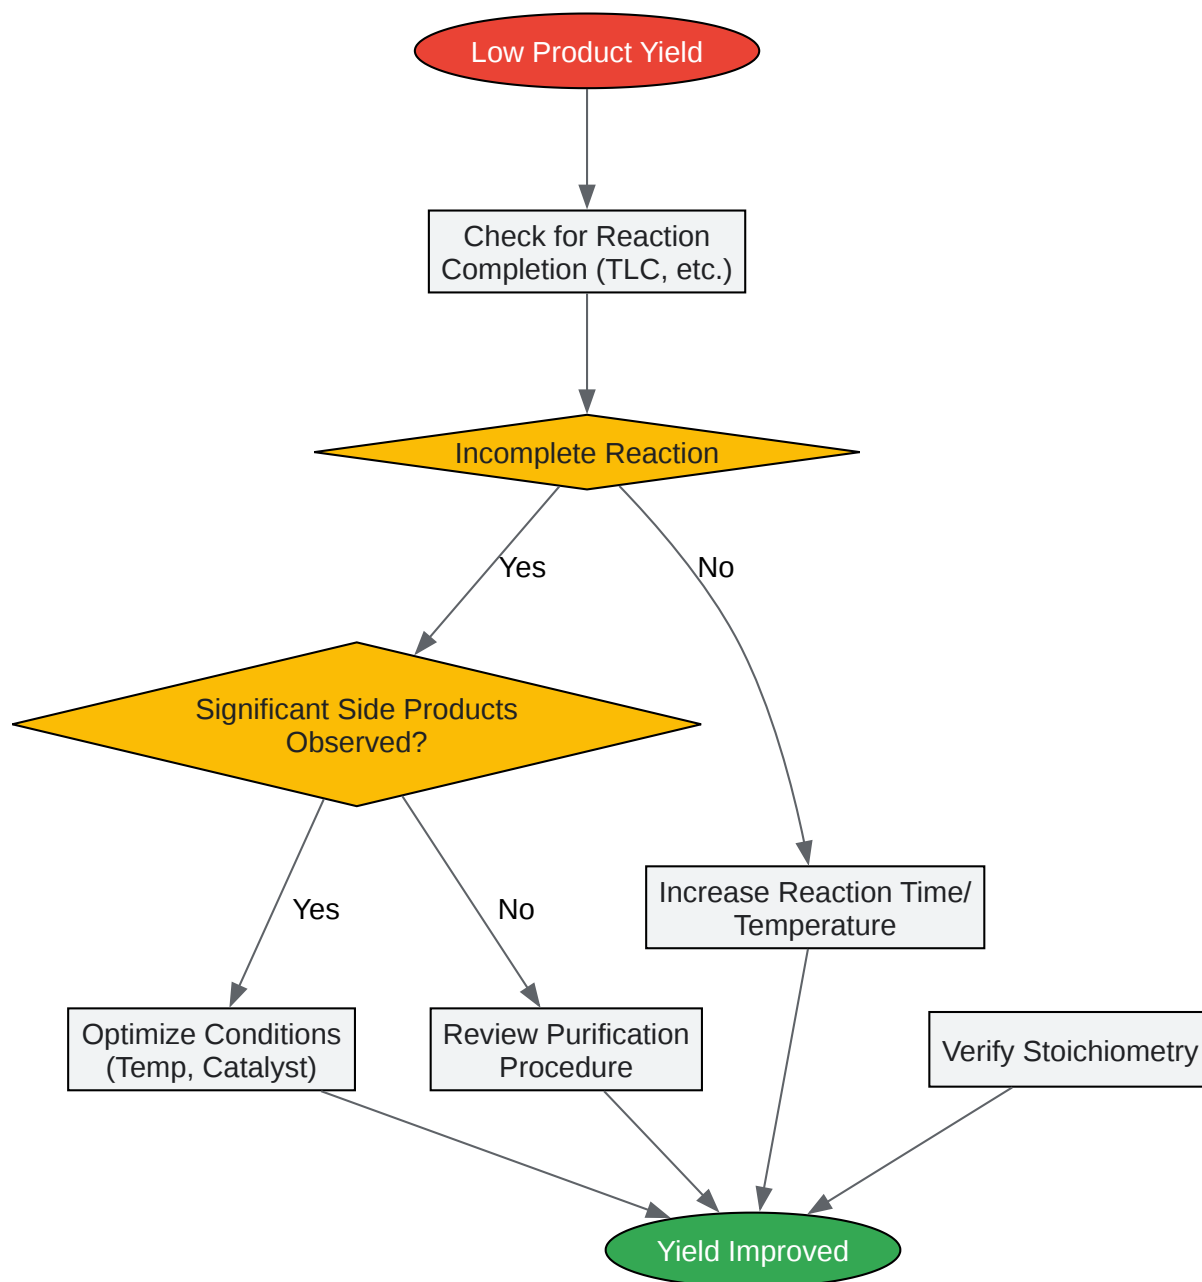 Low Product Yield
Check for Reaction
Completion (TLC, etc.)
Incomplete Reaction
Yes
No
Significant Side Products
Observed?
Increase Reaction Time/
Temperature
Yes
No
Optimize Conditions
(Temp, Catalyst)
Review Purification
Procedure
Verify Stoichiometry
Yield Improved